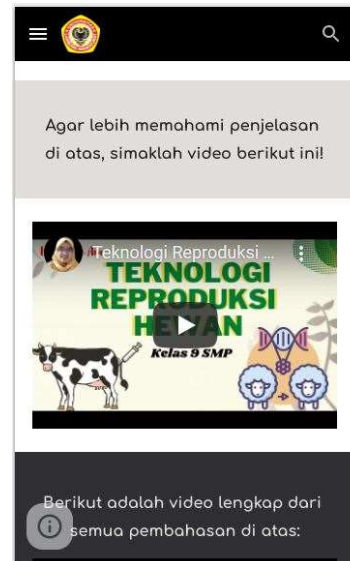 Agar lebih memahami penjelasan
di atas, simaklah video berikut ini!
Teknologi Reproduksi ...
TEKNOLOGI
REPRODUKSI
HEWAN
Kelas 9 SMP
Berikut adalah video lengkap dari
semua pembahasan di atas: